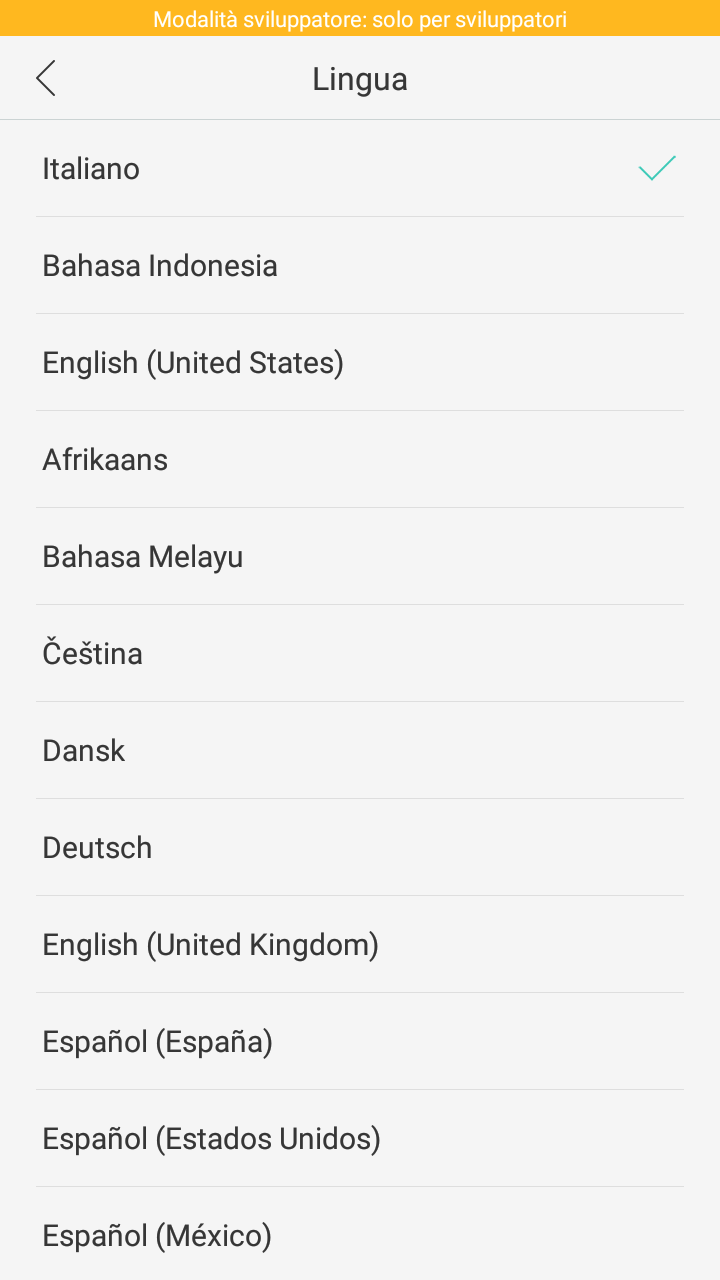 Modalità sviluppatore: solo per sviluppatori
Lingua
Italiano
Bahasa Indonesia
English (United States)
Afrikaans
Bahasa Melayu
Čeština
Dansk
Deutsch
English (United Kingdom)
Español (España)
Español (Estados Unidos)
Español (México)